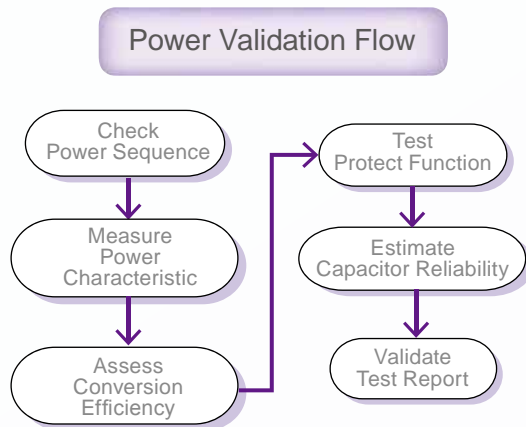 Power Validation Flow
Check
Power Sequence
Measure
Power
Characteristic
Assess
Conversion
Efficiency
Test
Protect Function
Estimate
Capacitor Reliability
Validate
Test Report